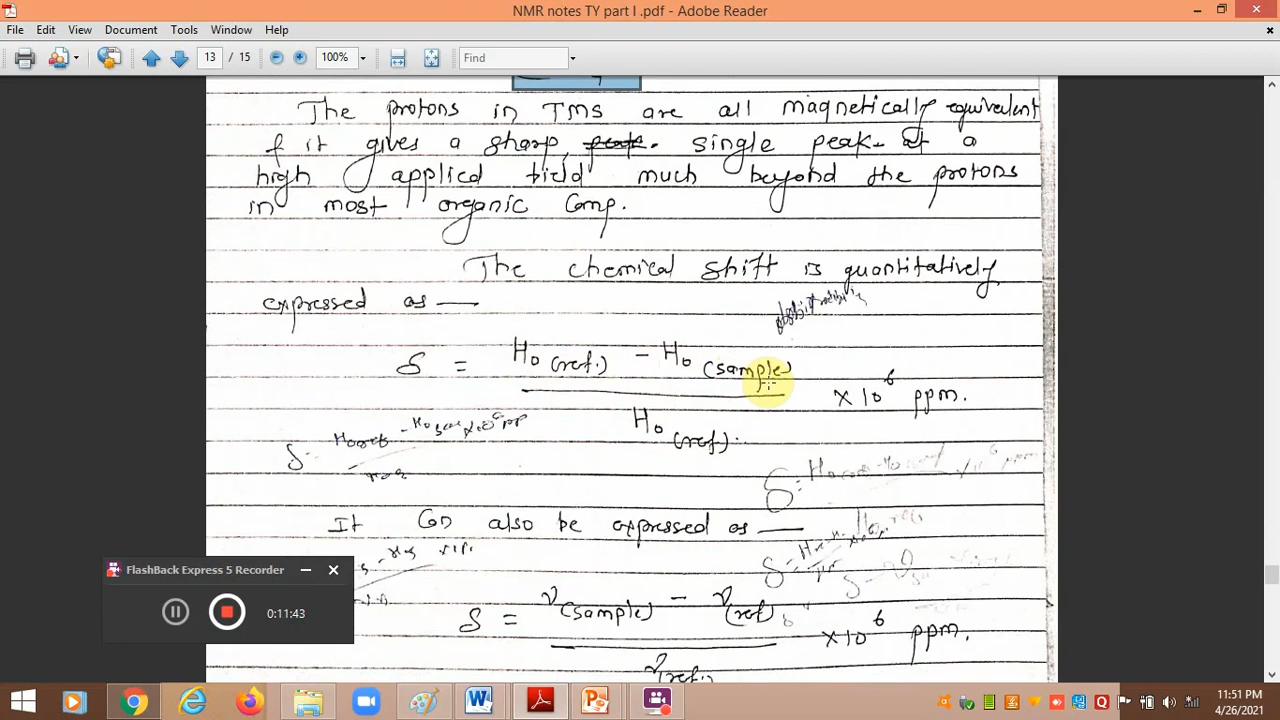 NMR notes TY part I .pdf - Adobe Reader
File Edit View Document Tools Window Help
13 / 15 100% Find
The protons in TMS are all magnetically equivalent
& it gives a sharp, single peak at a
high applied field much beyond the protons
in most organic Comp.
The chemical shift is quantitatively
expressed as —
δ = H₀ (ref.) - H₀ (sample)
× 10⁶ ppm.
H₀ (ref).
It Can also be expressed as —
δ = ν(sample) - ν(ref)
× 10⁶ ppm.
ν(ref.)
FlashBack Express 5 Recorder
0:11:43
11:51 PM
4/26/2021